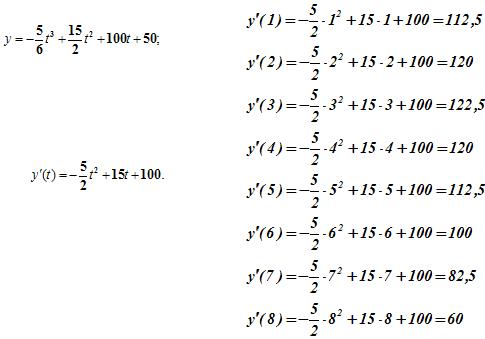 y = −5/6 t³ + 15/2 t² + 100t + 50;
y'(t) = −5/2 t² + 15t + 100.
y'(1) = −5/2 · 1² + 15 · 1 + 100 = 112,5
y'(2) = −5/2 · 2² + 15 · 2 + 100 = 120
y'(3) = −5/2 · 3² + 15 · 3 + 100 = 122,5
y'(4) = −5/2 · 4² + 15 · 4 + 100 = 120
y'(5) = −5/2 · 5² + 15 · 5 + 100 = 112,5
y'(6) = −5/2 · 6² + 15 · 6 + 100 = 100
y'(7) = −5/2 · 7² + 15 · 7 + 100 = 82,5
y'(8) = −5/2 · 8² + 15 · 8 + 100 = 60